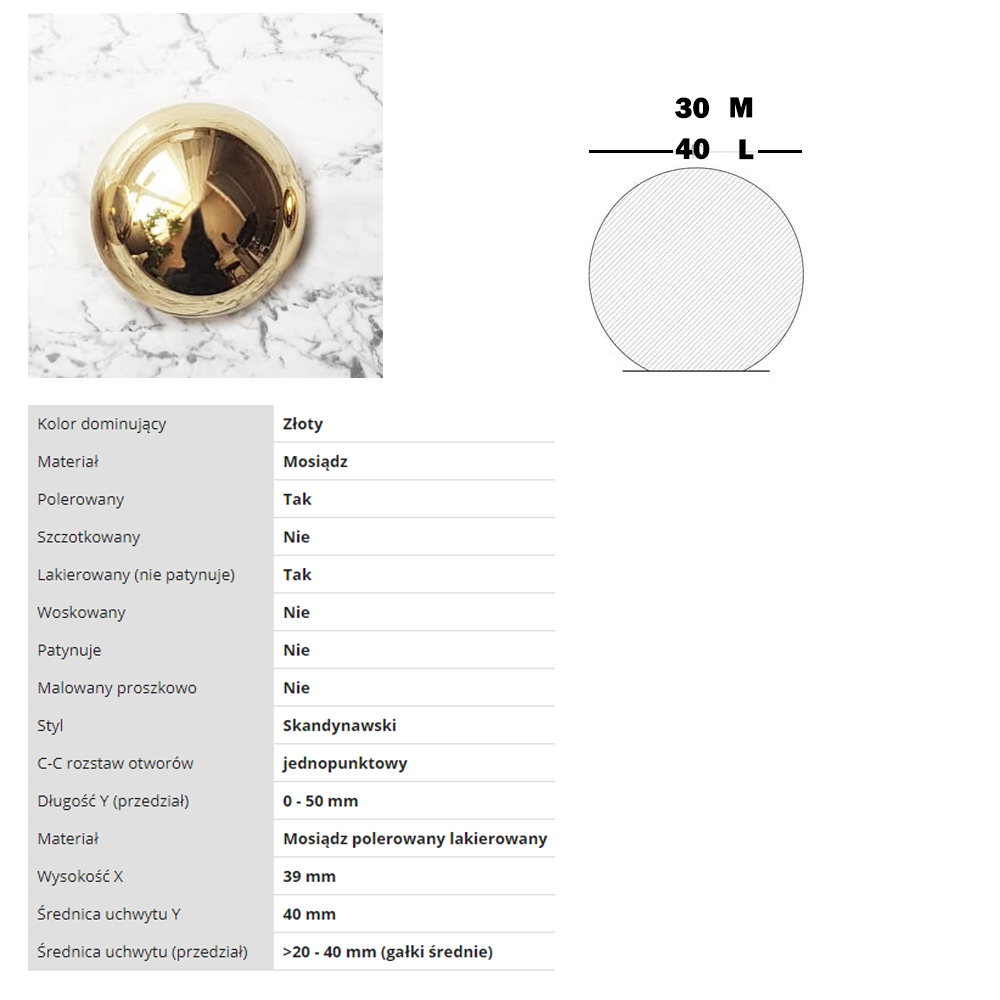 30 M
40 L
Kolor dominujący Złoty
Materiał Mosiądz
Polerowany Tak
Szczotkowany Nie
Lakierowany (nie patynuje) Tak
Woskowany Nie
Patynuje Nie
Malowany proszkowo Nie
Styl Skandynawski
C-C rozstaw otworów jednopunktowy
Długość Y (przedział) 0 - 50 mm
Materiał Mosiądz polerowany lakierowany
Wysokość X 39 mm
Średnica uchwytu Y 40 mm
Średnica uchwytu (przedział) >20 - 40 mm (gałki średnie)